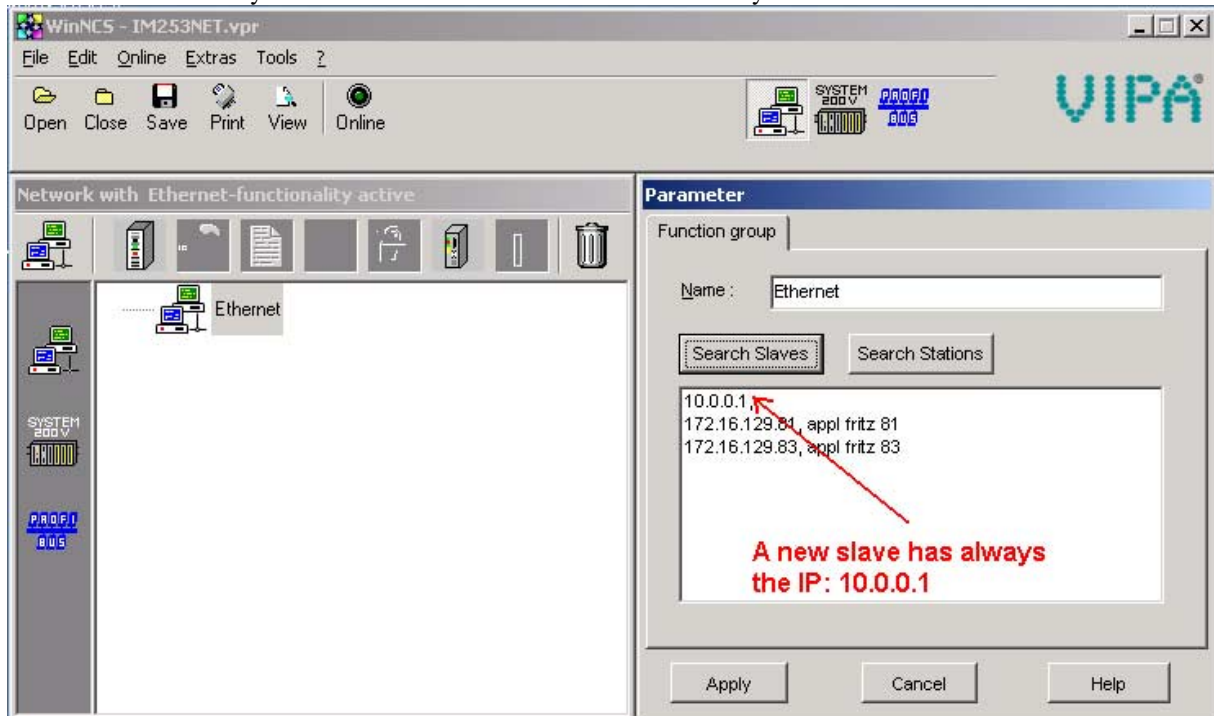 WinNCS - IM253NET.vpr
File Edit Online Extras Tools ?
Open Close Save Print View Online
SYSTEM 200V
PROFI BUS
VIPA
Network with Ethernet-functionality active
Ethernet
SYSTEM 200V
PROFI BUS
Parameter
Function group
Name : Ethernet
Search Slaves Search Stations
10.0.0.1,
172.16.129.81, appl fritz 81
172.16.129.83, appl fritz 83
A new slave has always
the IP: 10.0.0.1
Apply Cancel Help